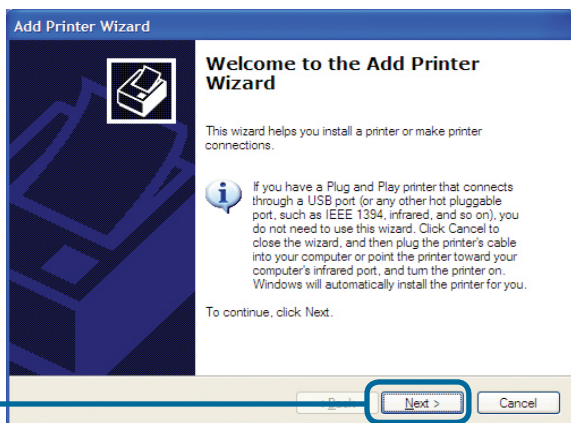 Add Printer Wizard
Welcome to the Add Printer
Wizard
This wizard helps you install a printer or make printer
connections.
If you have a Plug and Play printer that connects
through a USB port (or any other hot pluggable
port, such as IEEE 1394, infrared, and so on), you
do not need to use this wizard. Click Cancel to
close the wizard, and then plug the printer's cable
into your computer or point the printer toward your
computer's infrared port, and turn the printer on.
Windows will automatically install the printer for you.
To continue, click Next.
Next > Cancel